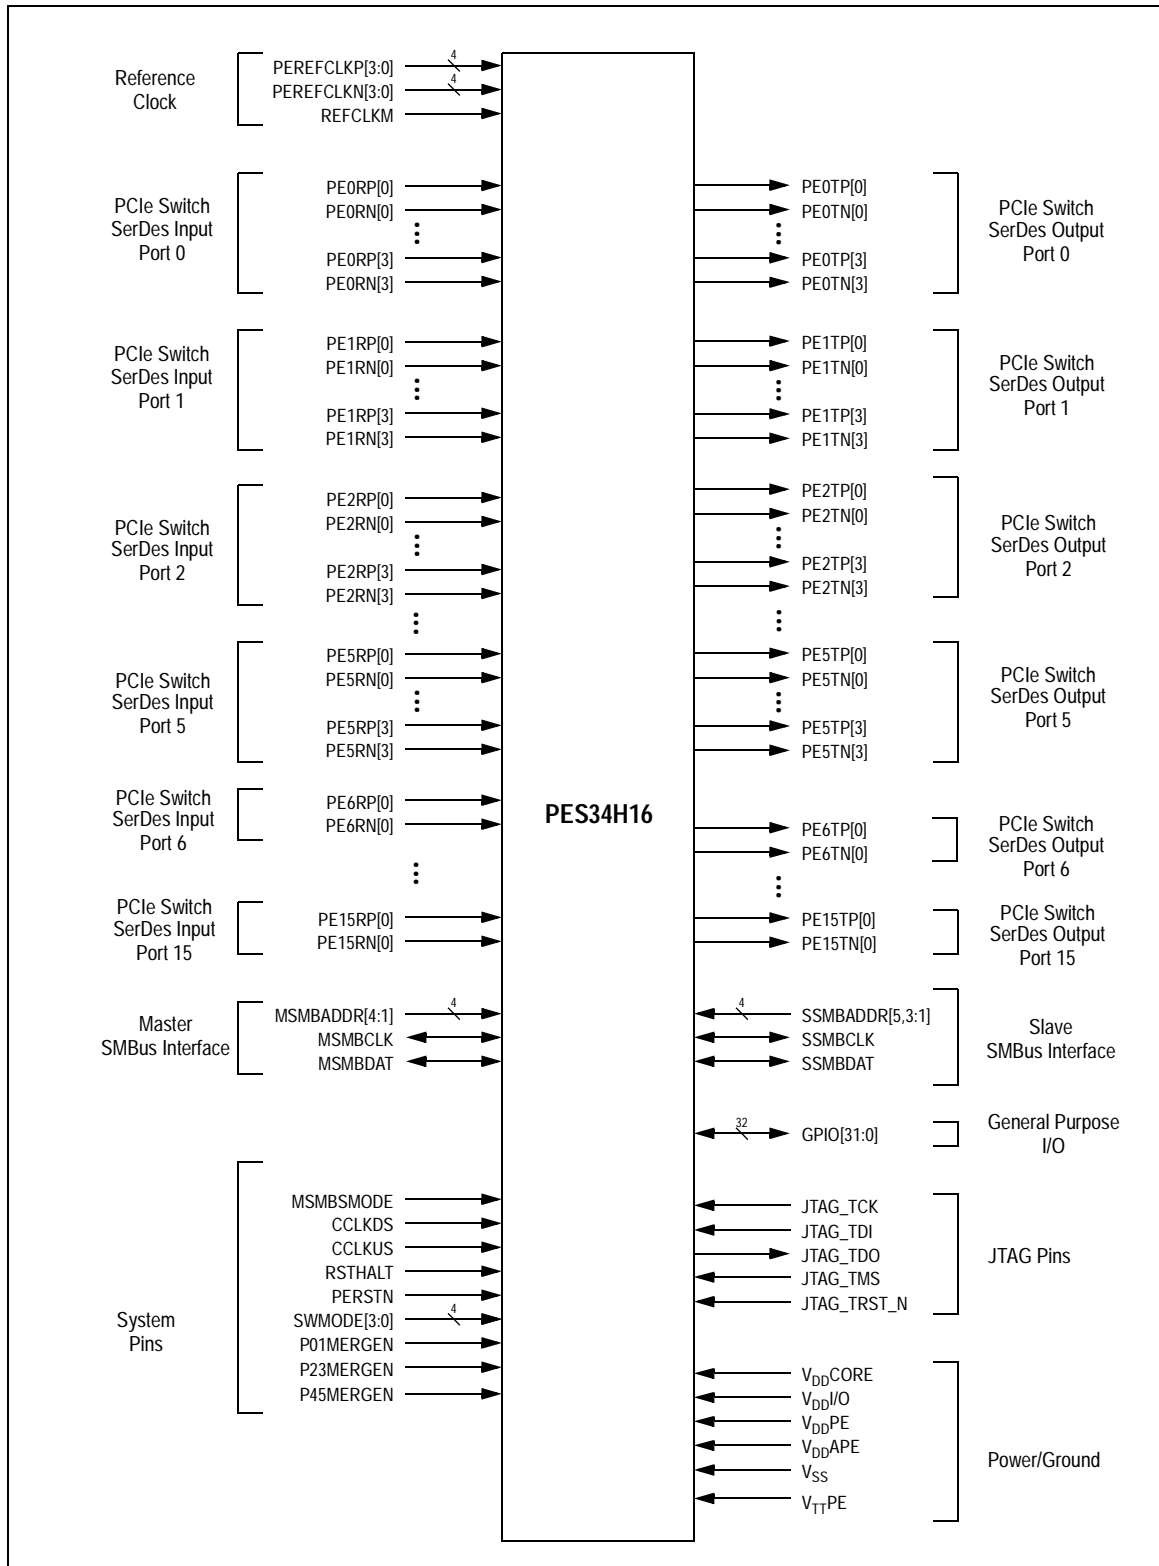 Reference
Clock
PEREFCLKP[3:0]
4
PEREFCLKN[3:0]
4
REFCLKM
PCIe Switch
SerDes Input
Port 0
PE0RP[0]
PE0RN[0]
PE0RP[3]
PE0RN[3]
PCIe Switch
SerDes Input
Port 1
PE1RP[0]
PE1RN[0]
PE1RP[3]
PE1RN[3]
PCIe Switch
SerDes Input
Port 2
PE2RP[0]
PE2RN[0]
PE2RP[3]
PE2RN[3]
PCIe Switch
SerDes Input
Port 5
PE5RP[0]
PE5RN[0]
PE5RP[3]
PE5RN[3]
PCIe Switch
SerDes Input
Port 6
PE6RP[0]
PE6RN[0]
PCIe Switch
SerDes Input
Port 15
PE15RP[0]
PE15RN[0]
Master
SMBus Interface
MSMBADDR[4:1]
4
MSMBCLK
MSMBDAT
System
Pins
MSMBSMODE
CCLKDS
CCLKUS
RSTHALT
PERSTN
SWMODE[3:0]
4
P01MERGEN
P23MERGEN
P45MERGEN
PES34H16
PE0TP[0]
PE0TN[0]
PE0TP[3]
PE0TN[3]
PCIe Switch
SerDes Output
Port 0
PE1TP[0]
PE1TN[0]
PE1TP[3]
PE1TN[3]
PCIe Switch
SerDes Output
Port 1
PE2TP[0]
PE2TN[0]
PE2TP[3]
PE2TN[3]
PCIe Switch
SerDes Output
Port 2
PE5TP[0]
PE5TN[0]
PE5TP[3]
PE5TN[3]
PCIe Switch
SerDes Output
Port 5
PE6TP[0]
PE6TN[0]
PCIe Switch
SerDes Output
Port 6
PE15TP[0]
PE15TN[0]
PCIe Switch
SerDes Output
Port 15
4
SSMBADDR[5,3:1]
SSMBCLK
SSMBDAT
Slave
SMBus Interface
32
GPIO[31:0]
General Purpose
I/O
JTAG_TCK
JTAG_TDI
JTAG_TDO
JTAG_TMS
JTAG_TRST_N
JTAG Pins
VDDCORE
VDDI/O
VDDPE
VDDAPE
VSS
VTTPE
Power/Ground